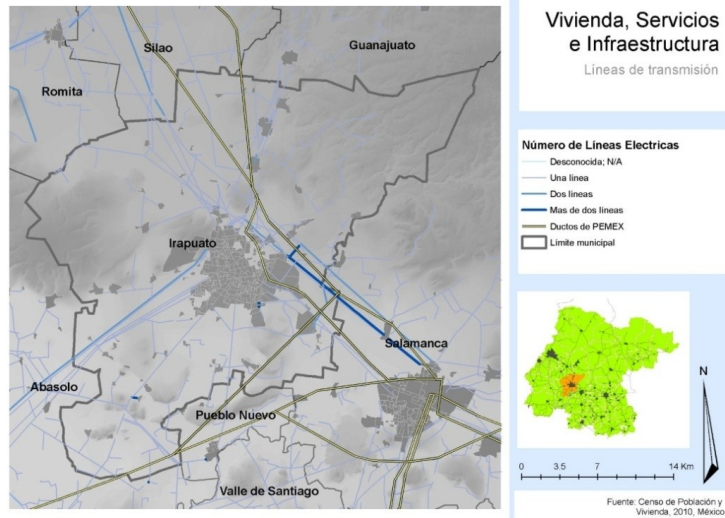 Vivienda, Servicios
e Infraestructura
Líneas de transmisión
Silao
Guanajuato
Romita
Irapuato
Salamanca
Abasolo
Pueblo Nuevo
Valle de Santiago
Número de Lineas Electricas
Desconocida; N/A
Una linea
Dos lineas
Mas de dos lineas
Ductos de PEMEX
Limite municipal
N
0 3.5 7 14 Km
Fuente: Censo de Población y
Vivienda, 2010, México